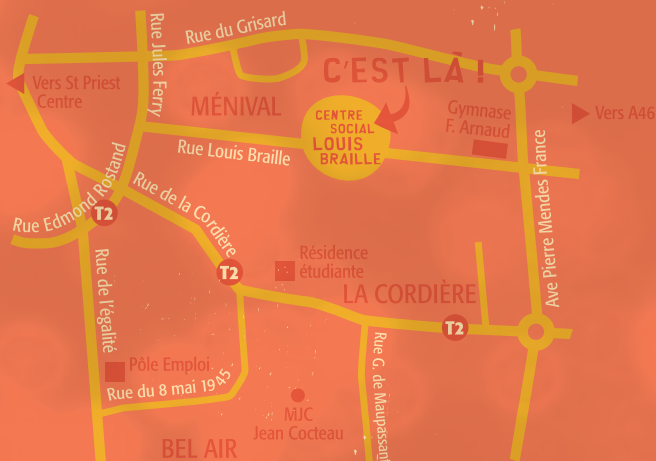 Rue du Grisard
Rue Jules Ferry
C'EST LÀ !
Vers St Priest
Centre
MÉNIVAL
CENTRE
SOCIAL
LOUIS
BRAILLE
Gymnase
F. Arnaud
Vers A46
Rue Louis Braille
Rue Edmond Rostand
T2
Rue de la Cordière
T2
Ave Pierre Mendes France
Résidence
étudiante
LA CORDIÈRE
T2
Rue de l'égalité
Pôle Emploi
Rue du 8 mai 1945
Rue G. de Maupassant
MJC
Jean Cocteau
BEL AIR